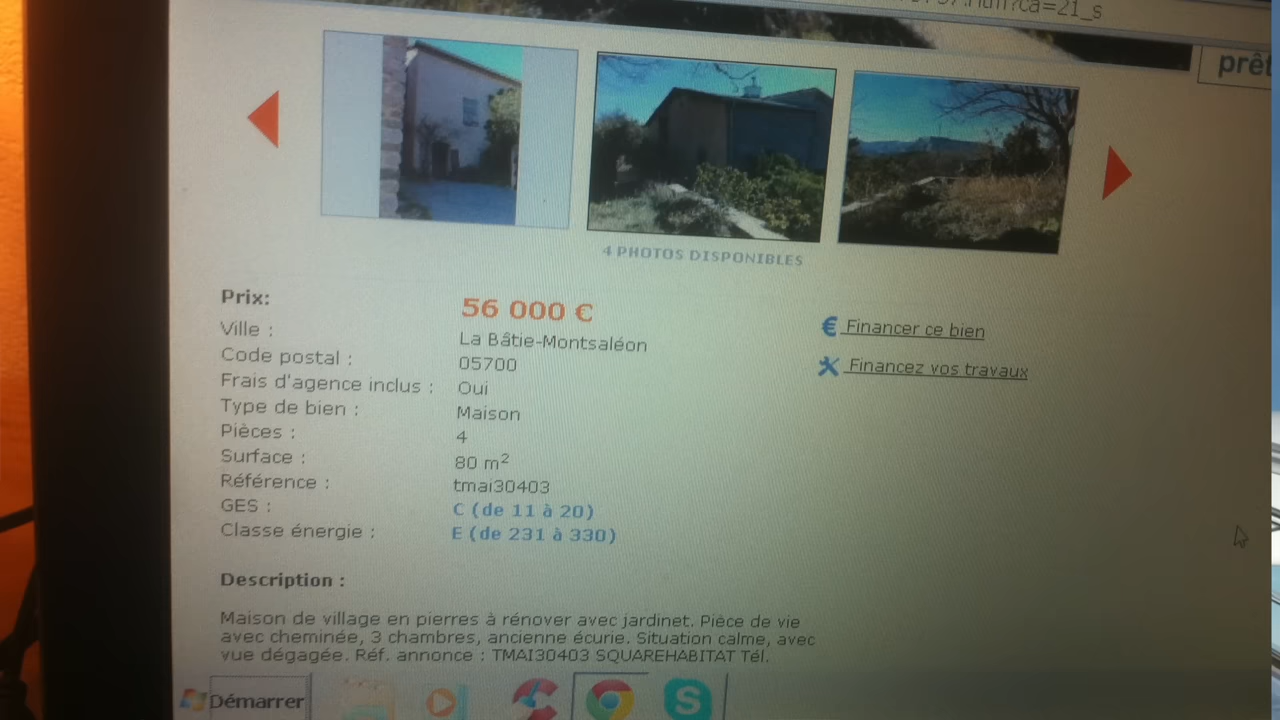 ?ca=21_s
prêt
4 PHOTOS DISPONIBLES
Prix: 56 000 €
Ville : La Bâtie-Montsaléon
Code postal : 05700
Frais d'agence inclus : Oui
Type de bien : Maison
Pièces : 4
Surface : 80 m²
Référence : tmai30403
GES : C (de 11 à 20)
Classe énergie : E (de 231 à 330)
€ Financer ce bien
Financez vos travaux
Description :
Maison de village en pierres à rénover avec jardinet. Pièce de vie
avec cheminée, 3 chambres, ancienne écurie. Situation calme, avec
vue dégagée. Réf. annonce : TMAI30403 SQUAREHABITAT Tél.
Démarrer